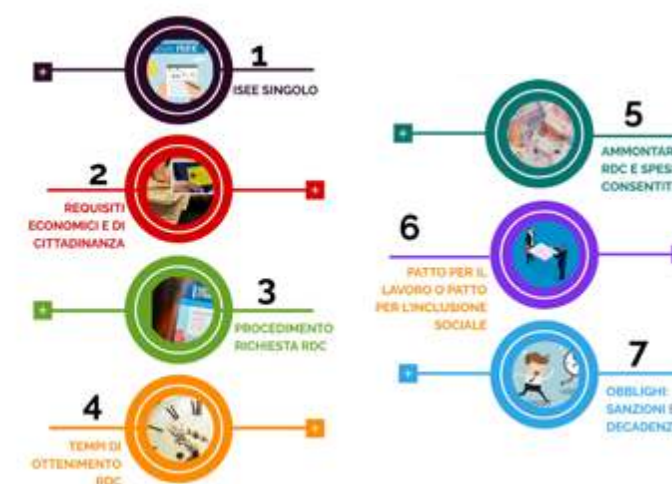 1
ISEE SINGOLO
2
REQUISITI
ECONOMICI E DI
CITTADINANZA
3
PROCEDIMENTO
RICHIESTA RDC
4
TEMPI DI
OTTENIMENTO
RDC
5
AMMONTAR
RDC E SPES
CONSENTIT
6
PATTO PER IL
LAVORO O PATTO
PER L'INCLUSIONE
SOCIALE
7
OBBLIGHI
SANZIONI E
DECADENZ